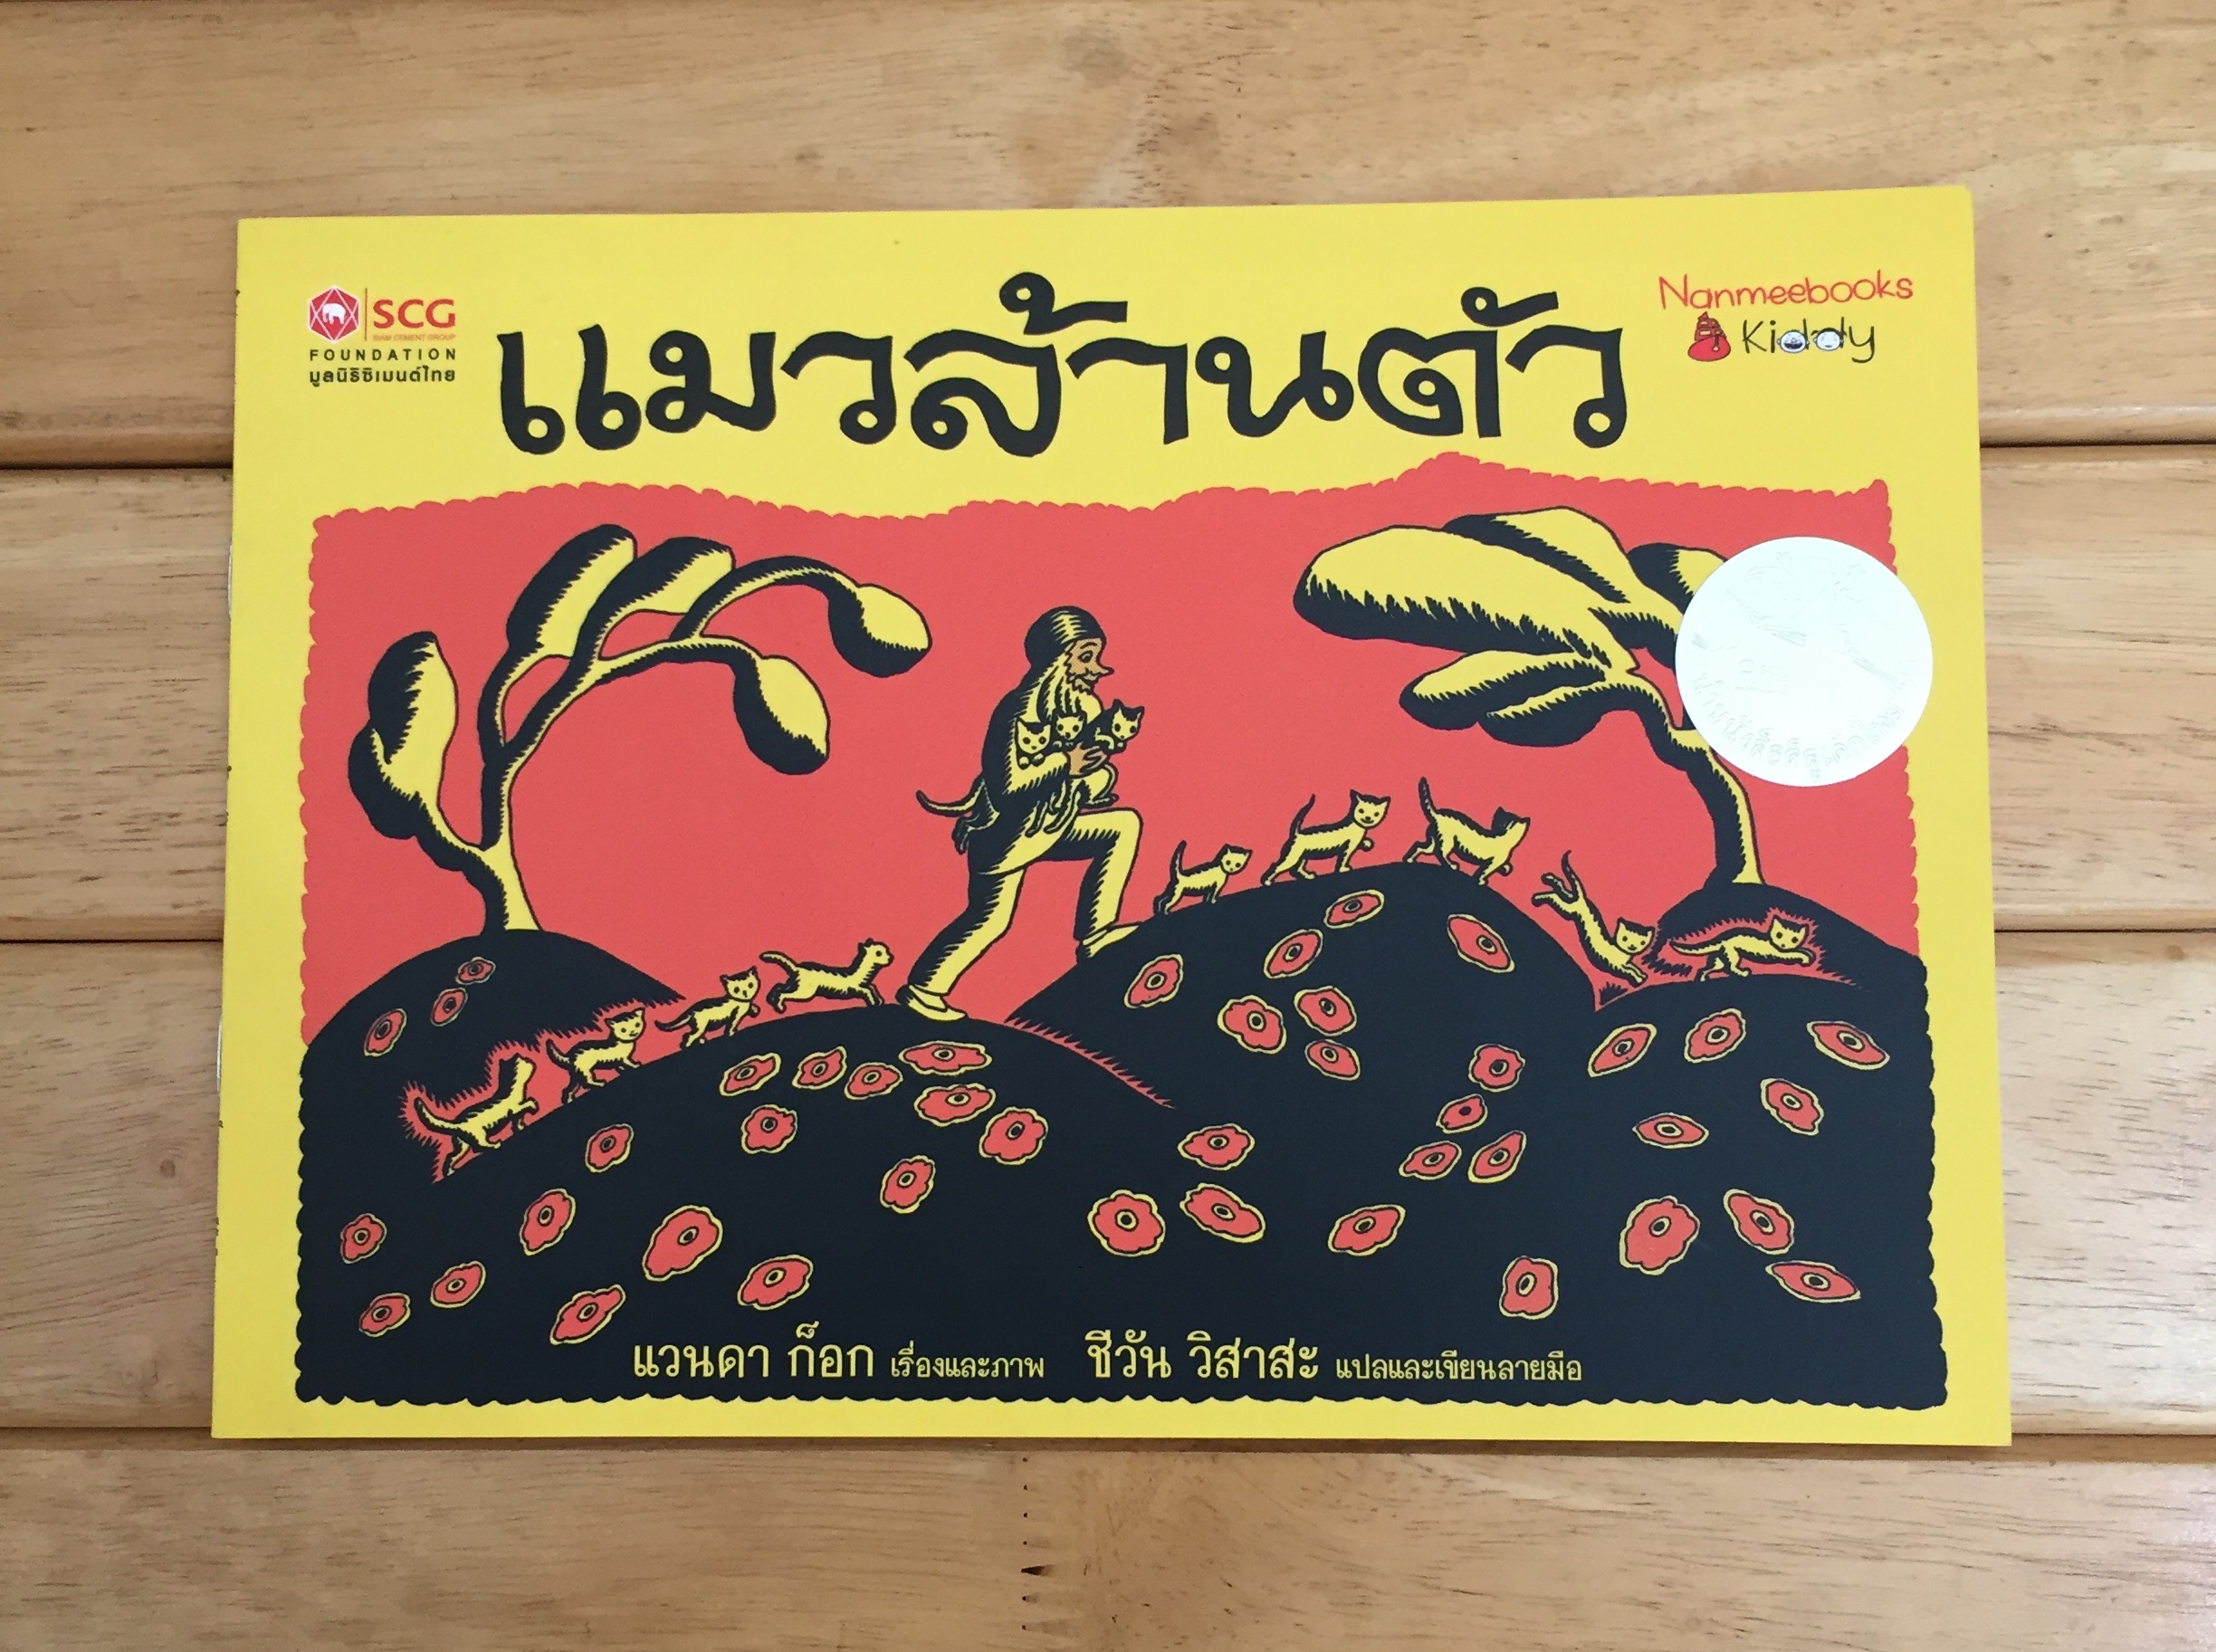 SCG
SIAM CEMENT GROUP
FOUNDATION
มูลนิธิซิเมนต์ไทย
แมวล้านตัว
Nanmeebooks
Kiddy
แวนดา ก็อก เรื่องและภาพ ชีวัน วิสาสะ แปลและเขียนลายมือ